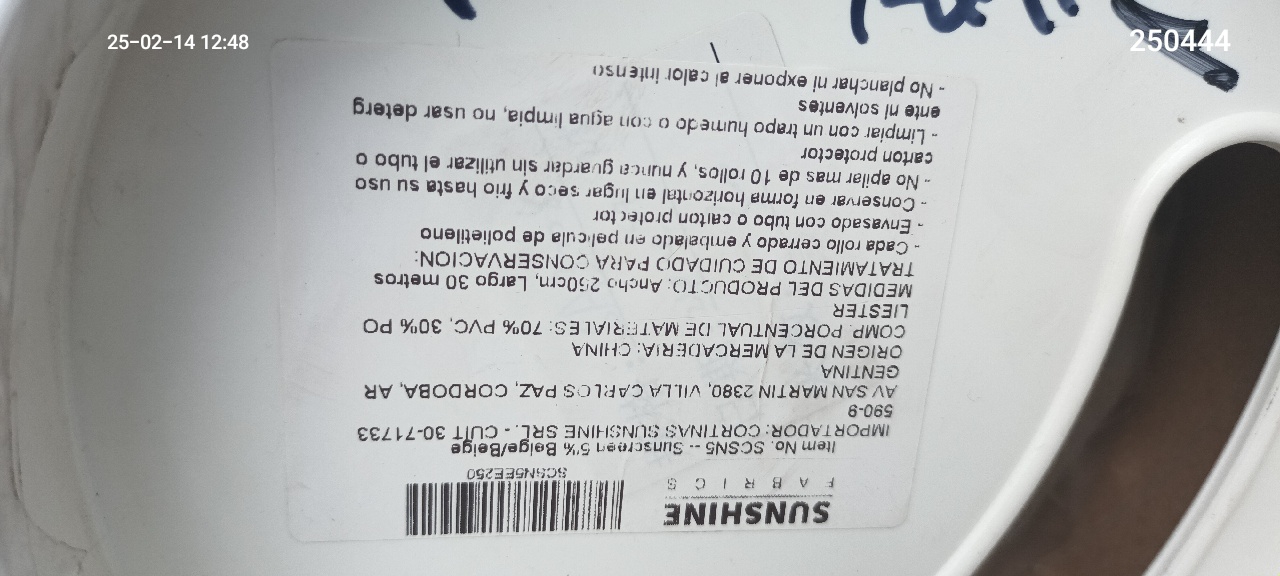 25-02-14 12:48
250444
SUNSHINE
FABRICS
SCSN5EE250
Item No. SCSN5 -- Sunscreen 5% Beige/Beige
IMPORTADOR: CORTINAS SUNSHINE SRL. - CUIT 30-71733
590-9
AV SAN MARTIN 2380, VILLA CARLOS PAZ, CORDOBA, AR
GENTINA
ORIGEN DE LA MERCADERIA: CHINA
COMP. PORCENTUAL DE MATERIALES: 70% PVC, 30% PO
LIESTER
MEDIDAS DEL PRODUCTO: Ancho 250cm, Largo 30 metros
TRATAMIENTO DE CUIDADO PARA CONSERVACION:
- Cada rollo cerrado y embalado en pelicula de polietileno
- Envasado con tubo o carton protector
- Conservar en forma horizontal en lugar seco y frio hasta su uso
- No apilar mas de 10 rollos, y nunca guardar sin utilizar el tubo o
carton protector
- Limpiar con un trapo humedo o con agua limpia, no usar deterg
ente ni solventes
- No planchar ni exponer al calor intenso